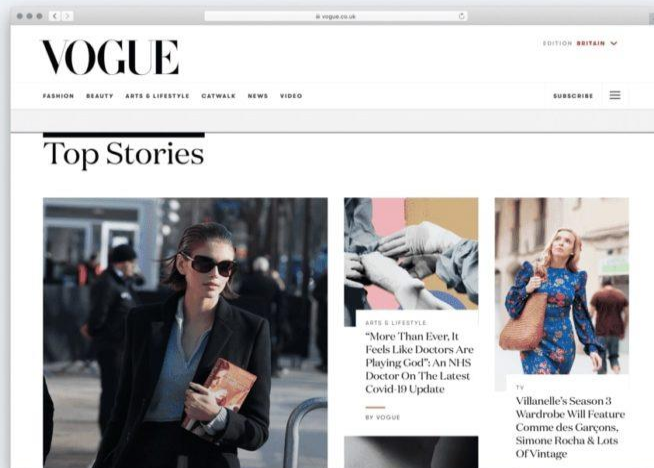 vogue.co.uk
VOGUE
EDITION BRITAIN
FASHION BEAUTY ARTS & LIFESTYLE CATWALK NEWS VIDEO
SUBSCRIBE
Top Stories
ARTS & LIFESTYLE
“More Than Ever, It
Feels Like Doctors Are
Playing God”: An NHS
Doctor On The Latest
Covid-19 Update
BY VOGUE
TV
Villanelle’s Season 3
Wardrobe Will Feature
Comme des Garçons,
Simone Rocha & Lots
Of Vintage